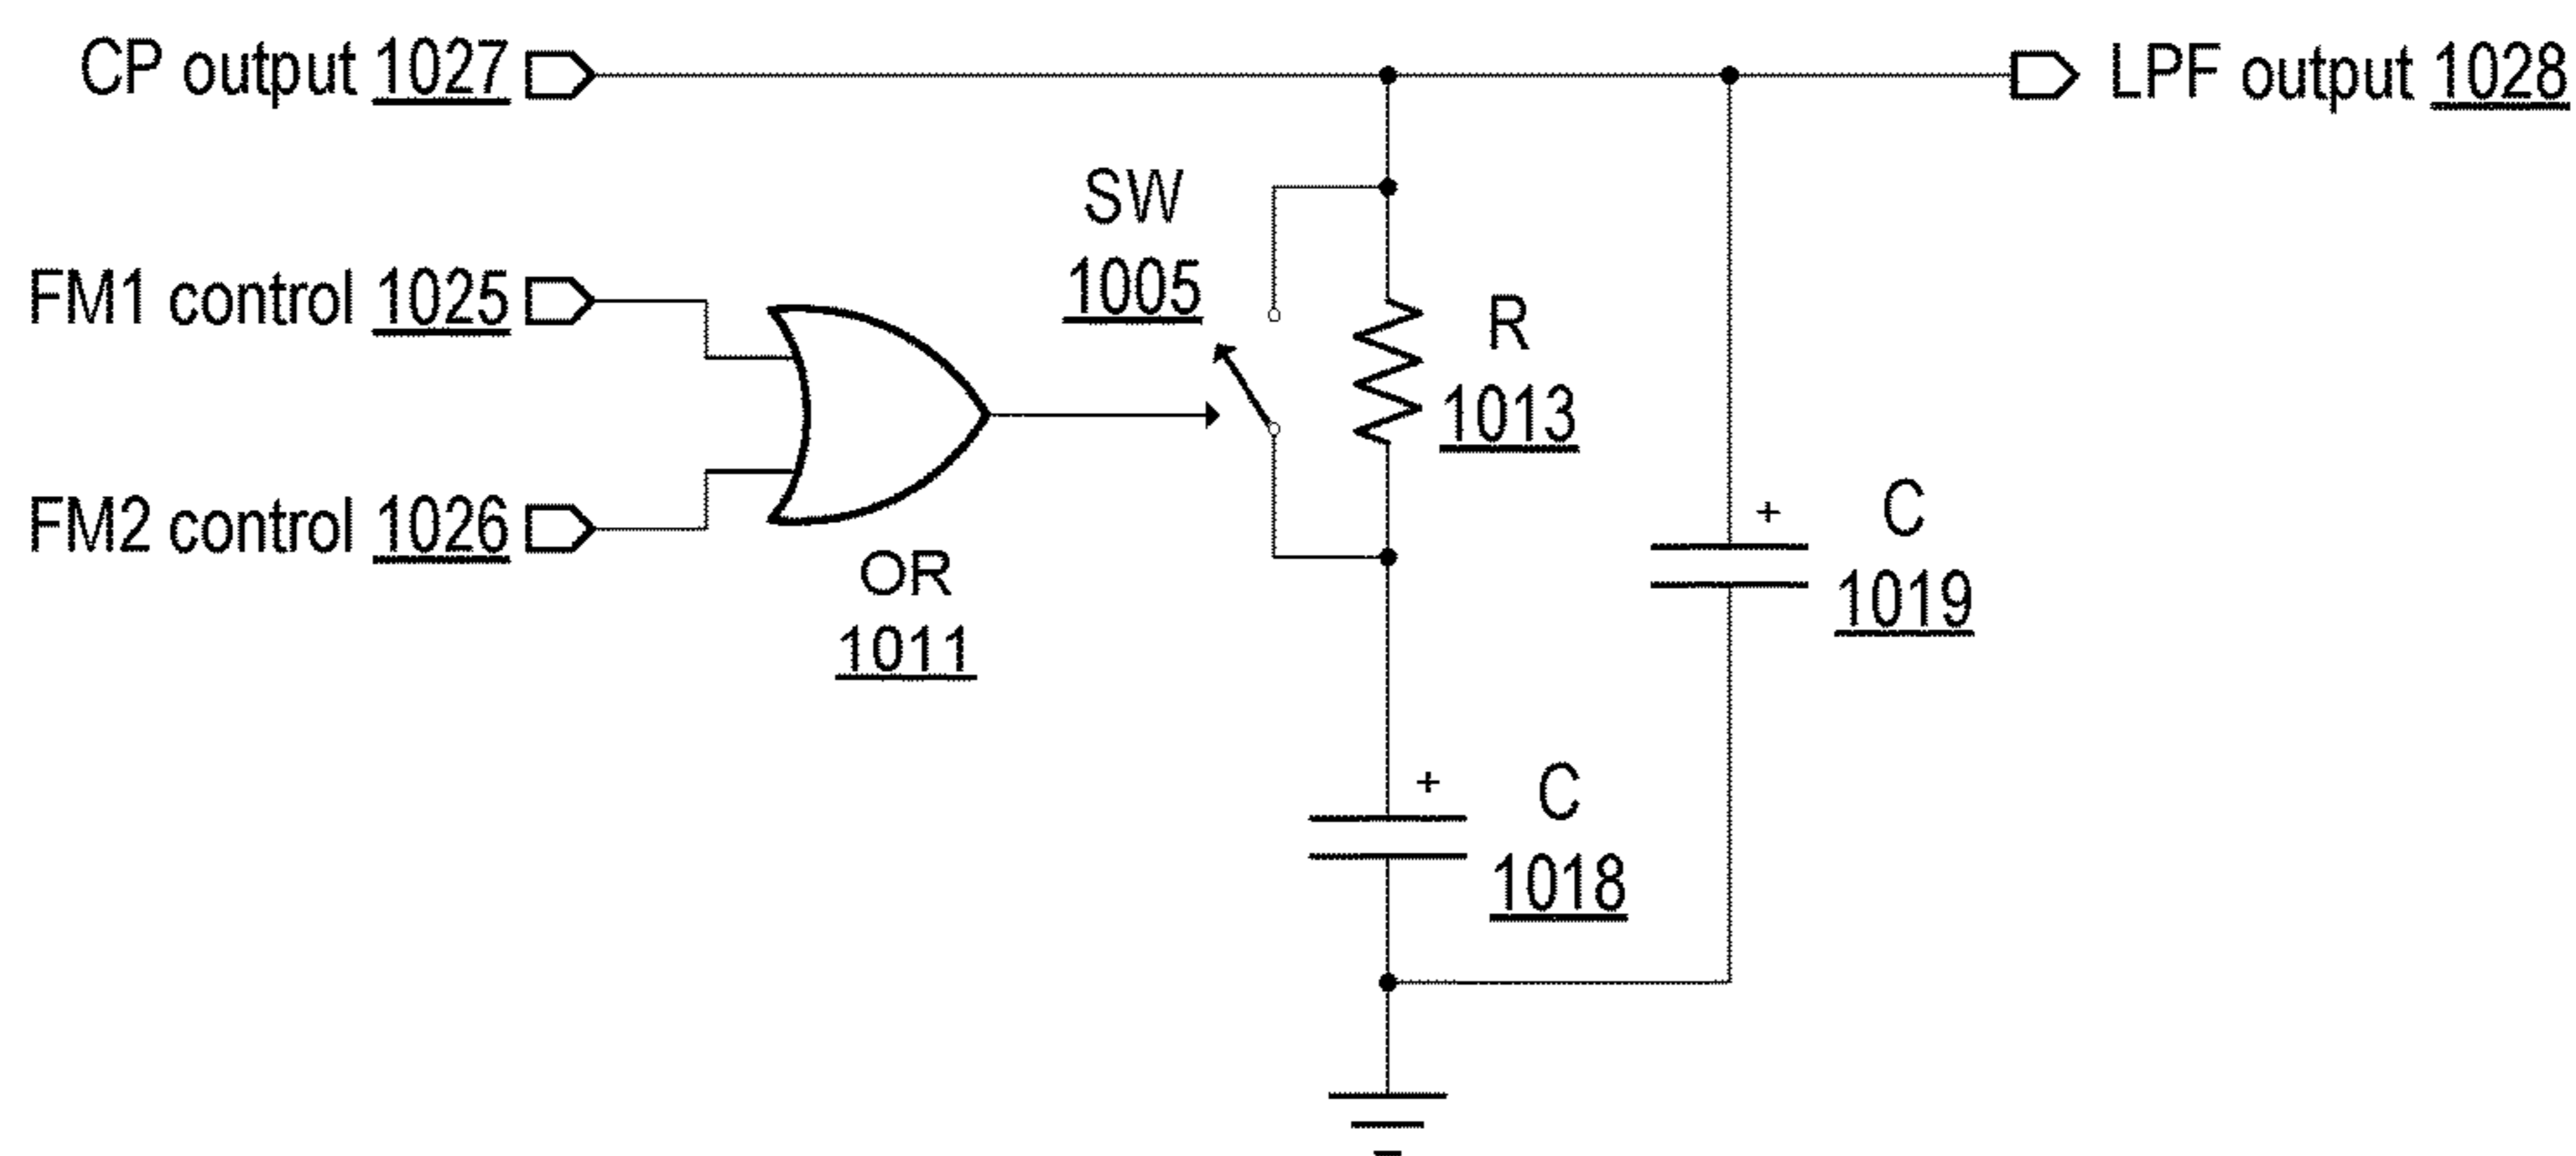 CP output 1027
LPF output 1028
SW
1005
FM1 control 1025
R
1013
FM2 control 1026
OR
1011
+
C
1019
+
C
1018